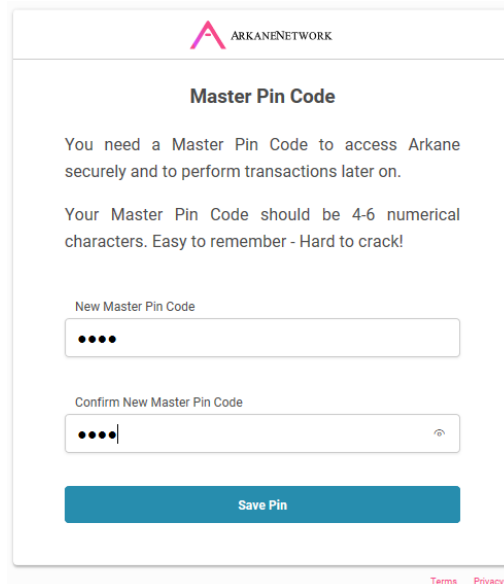 ARKANENETWORK
Master Pin Code
You need a Master Pin Code to access Arkane
securely and to perform transactions later on.
Your Master Pin Code should be 4-6 numerical
characters. Easy to remember - Hard to crack!
New Master Pin Code
••••
Confirm New Master Pin Code
••••
Save Pin
Terms Privacy